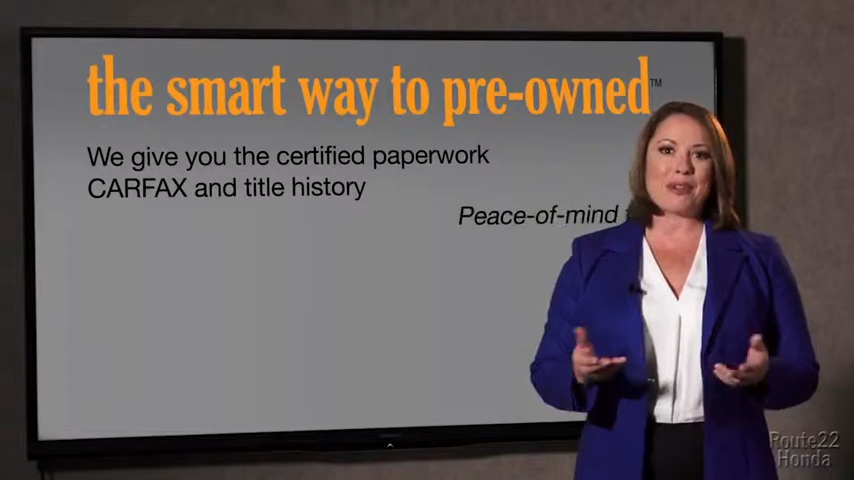 the smart way to pre-owned™
We give you the certified paperwork
CARFAX and title history
Peace-of-mind
Route22
Honda